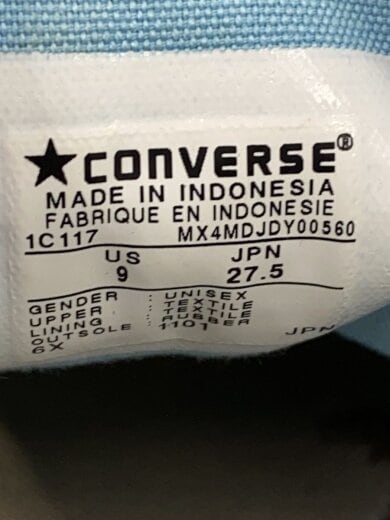 ★CONVERSE®
MADE IN INDONESIA
FABRIQUE EN INDONESIE
1C117 MX4MDJDY00560
US JPN
9 27.5
GENDER : UNISEX
UPPER : TEXTILE
LINING : TEXTILE
OUTSOLE : RUBBER
6X 1101 JPN